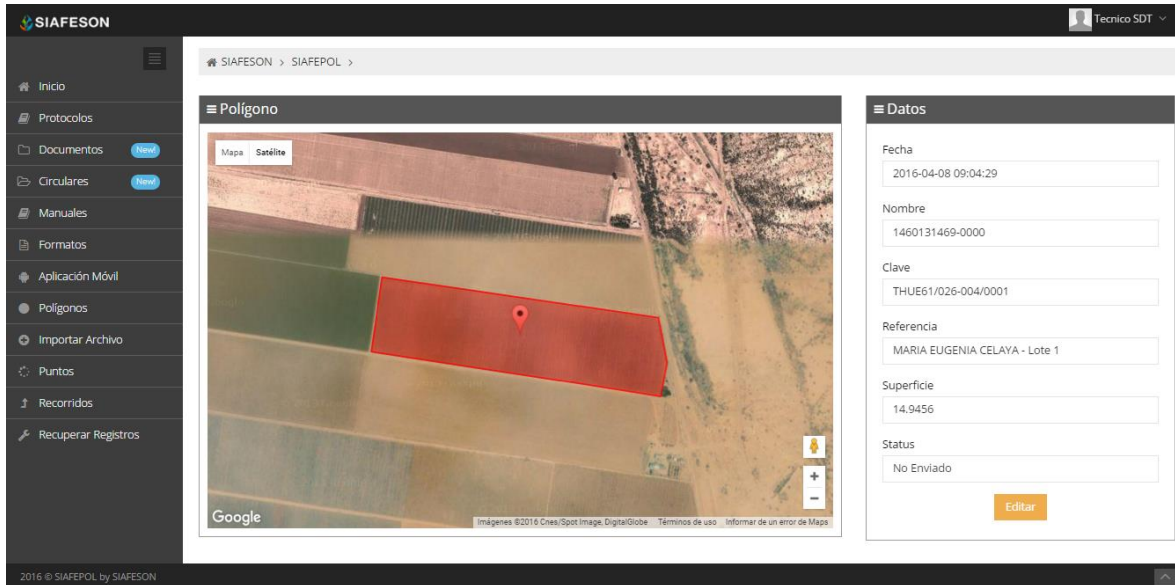 SIAFESON
Tecnico SDT
SIAFESON > SIAFEPOL >
Inicio
Protocolos
Documentos New!
Circulares New!
Manuales
Formatos
Aplicación Móvil
Polígonos
Importar Archivo
Puntos
Recorridos
Recuperar Registros
Polígono
Mapa Satélite
Google
Imágenes ©2016 Cnes/Spot Image, DigitalGlobe Términos de uso Informar de un error de Maps
Datos
Fecha
2016-04-08 09:04:29
Nombre
1460131469-0000
Clave
THUE61/026-004/0001
Referencia
MARIA EUGENIA CELAYA - Lote 1
Superficie
14.9456
Status
No Enviado
Editar
2016 © SIAFEPOL by SIAFESON